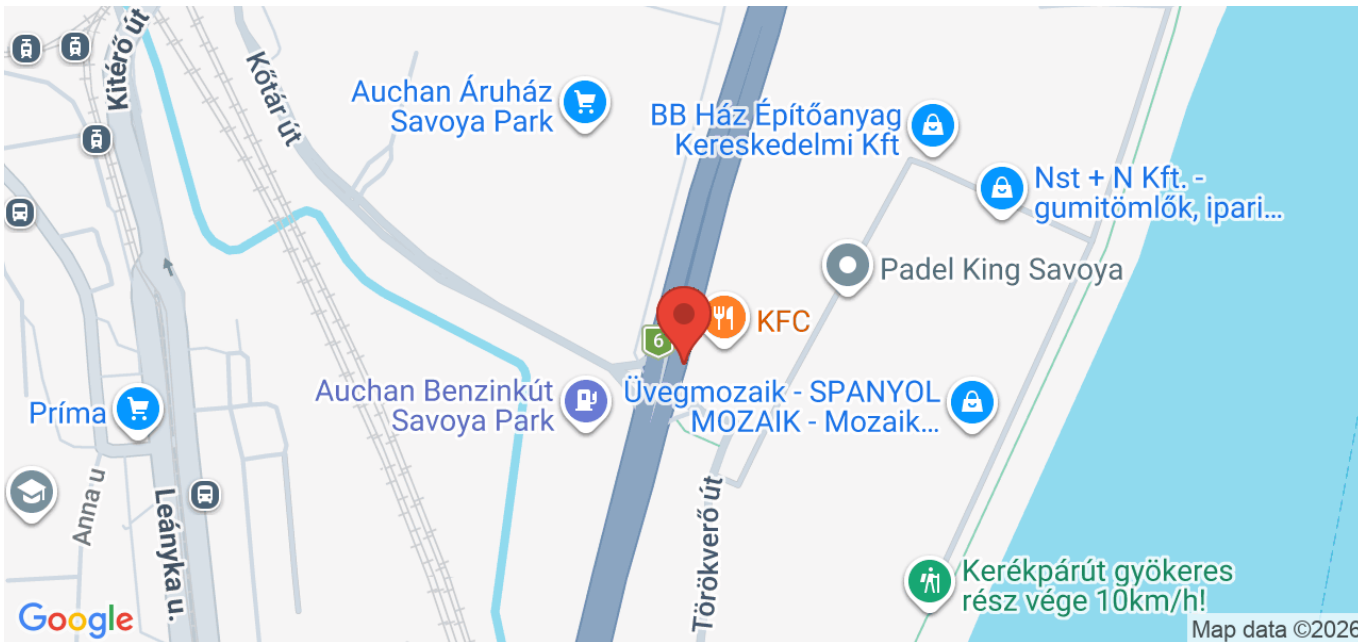 Kitérő út
Kőtár út
Auchan Áruház
Savoya Park
BB Ház Építőanyag
Kereskedelmi Kft
Nst + N Kft. -
gumitömlők, ipari...
Padel King Savoya
KFC
6
Auchan Benzinkút
Savoya Park
Üvegmozaik - SPANYOL
MOZAIK - Mozaik...
Príma
Anna u
Leányka u.
Törökverő út
Kerékpárút gyökeres
rész vége 10km/h!
Google
Map data ©2026